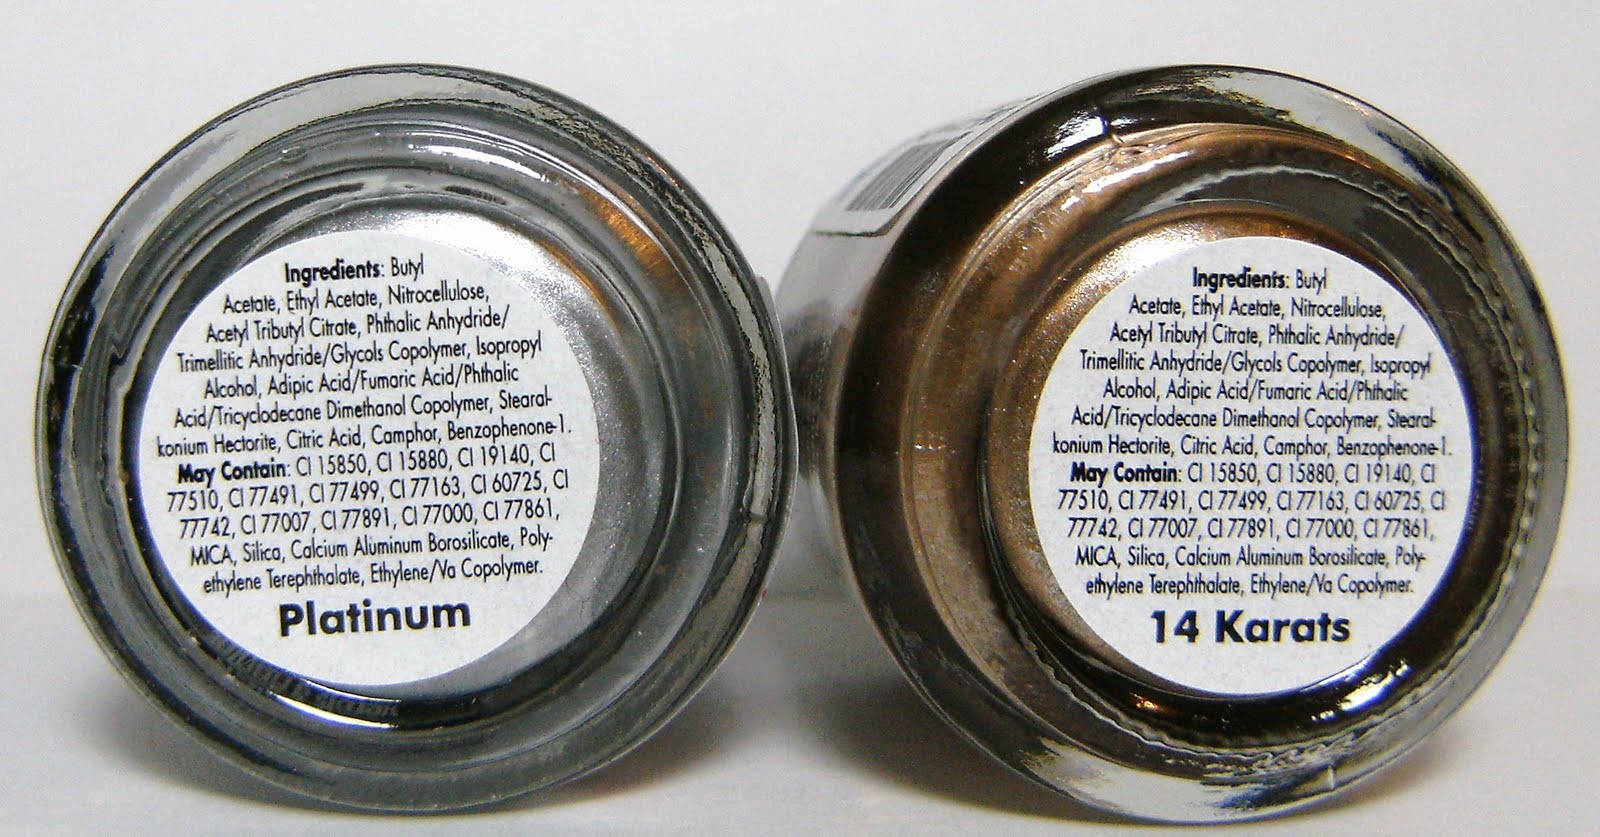 Ingredients: Butyl
Acetate, Ethyl Acetate, Nitrocellulose,
Acetyl Tributyl Citrate, Phthalic Anhydride/
Trimellitic Anhydride/Glycols Copolymer, Isopropyl
Alcohol, Adipic Acid/Fumaric Acid/Phthalic
Acid/Tricyclodecane Dimethanol Copolymer, Stearal-
konium Hectorite, Citric Acid, Camphor, Benzophenone-1.
May Contain: CI 15850, CI 15880, CI 19140, CI
77510, CI 77491, CI 77499, CI 77163, CI 60725, CI
77742, CI 77007, CI 77891, CI 77000, CI 77861,
MICA, Silica, Calcium Aluminum Borosilicate, Poly-
ethylene Terephthalate, Ethylene/Va Copolymer.
Platinum
Ingredients: Butyl
Acetate, Ethyl Acetate, Nitrocellulose,
Acetyl Tributyl Citrate, Phthalic Anhydride/
Trimellitic Anhydride/Glycols Copolymer, Isopropyl
Alcohol, Adipic Acid/Fumaric Acid/Phthalic
Acid/Tricyclodecane Dimethanol Copolymer, Stearal-
konium Hectorite, Citric Acid, Camphor, Benzophenone-1.
May Contain: CI 15850, CI 15880, CI 19140, CI
77510, CI 77491, CI 77499, CI 77163, CI 60725, CI
77742, CI 77007, CI 77891, CI 77000, CI 77861,
MICA, Silica, Calcium Aluminum Borosilicate, Poly-
ethylene Terephthalate, Ethylene/Va Copolymer.
14 Karats